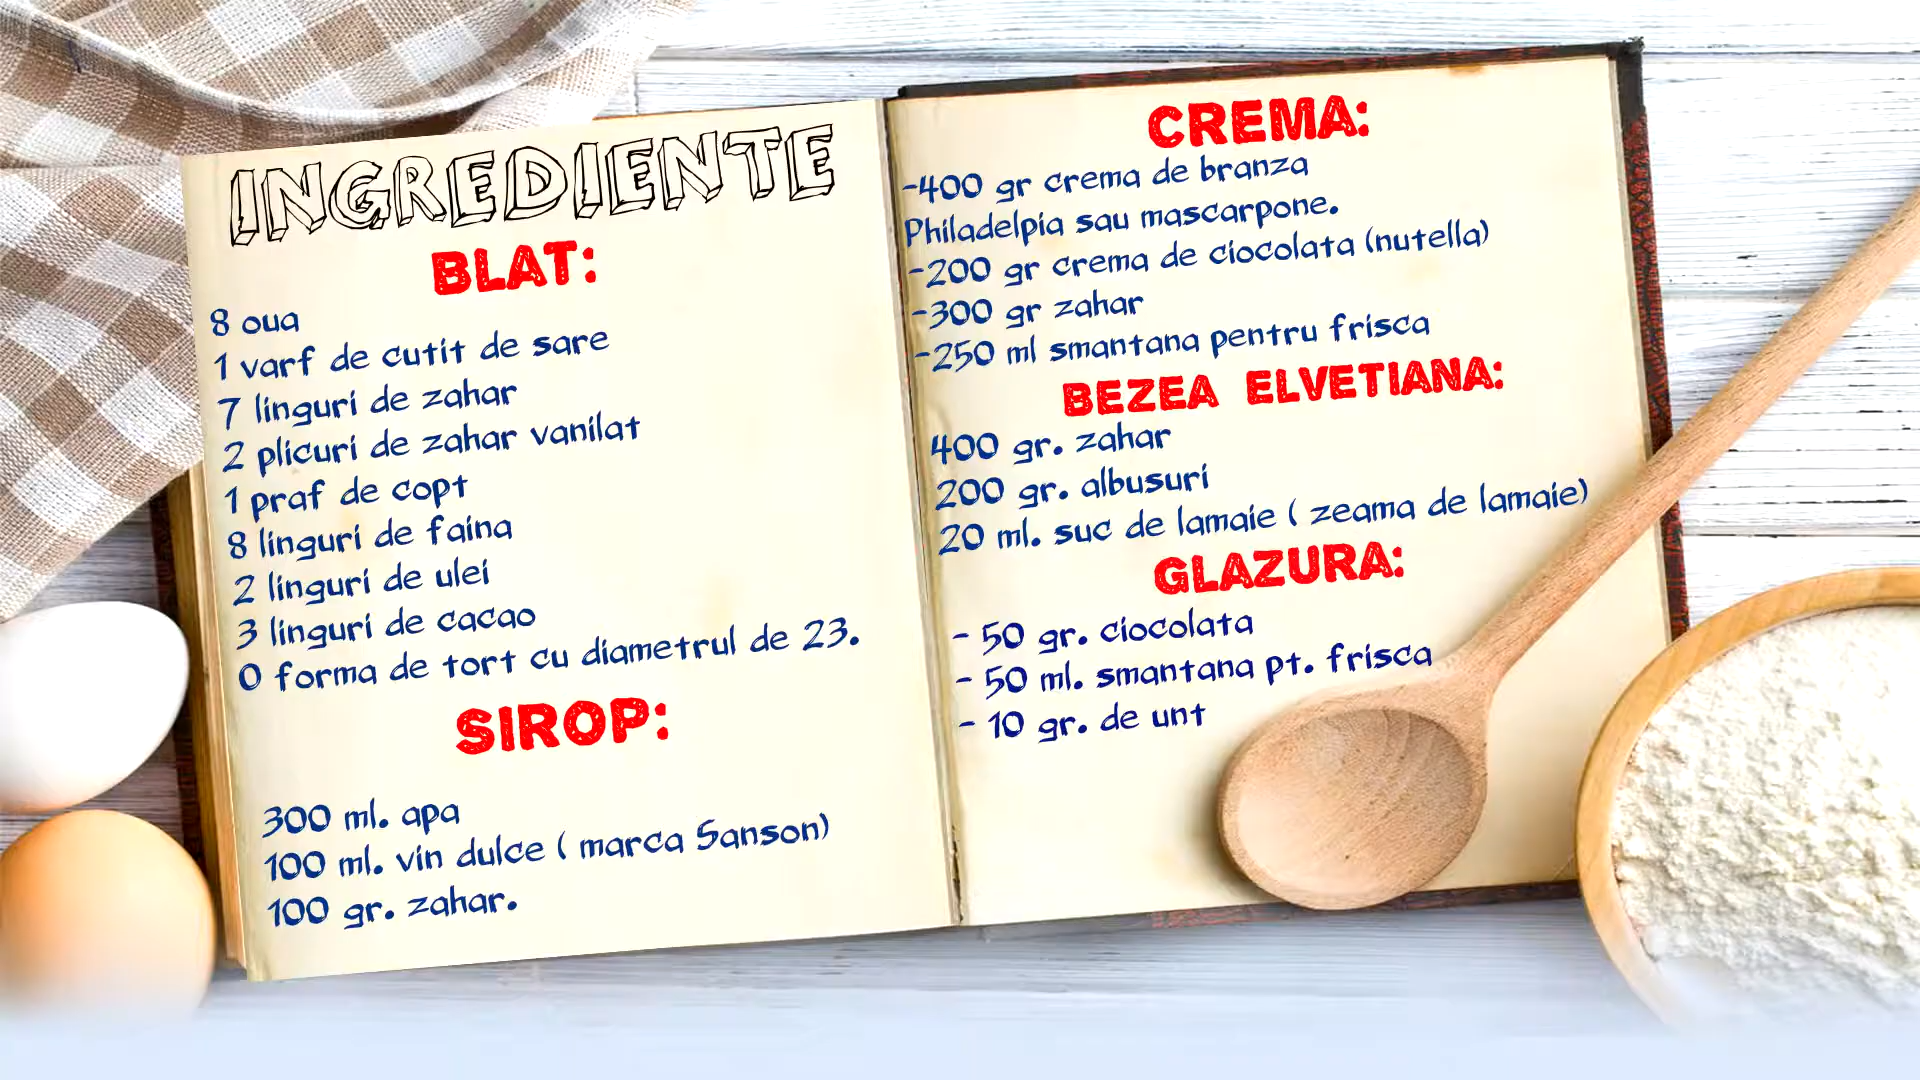 INGREDIENTE
BLAT:
8 oua
1 varf de cutit de sare
7 linguri de zahar
2 plicuri de zahar vanilat
1 praf de copt
8 linguri de faina
2 linguri de ulei
3 linguri de cacao
O forma de tort cu diametrul de 23.
SIROP:
300 ml. apa
100 ml. vin dulce ( marca Sanson)
100 gr. zahar.
CREMA:
-400 gr crema de branza
Philadelpia sau mascarpone.
-200 gr crema de ciocolata (nutella)
-300 gr zahar
-250 ml smantana pentru frisca
BEZEA ELVETIANA:
400 gr. zahar
200 gr. albusuri
20 ml. suc de lamaie ( zeama de lamaie)
GLAZURA:
- 50 gr. ciocolata
- 50 ml. smantana pt. frisca
- 10 gr. de unt